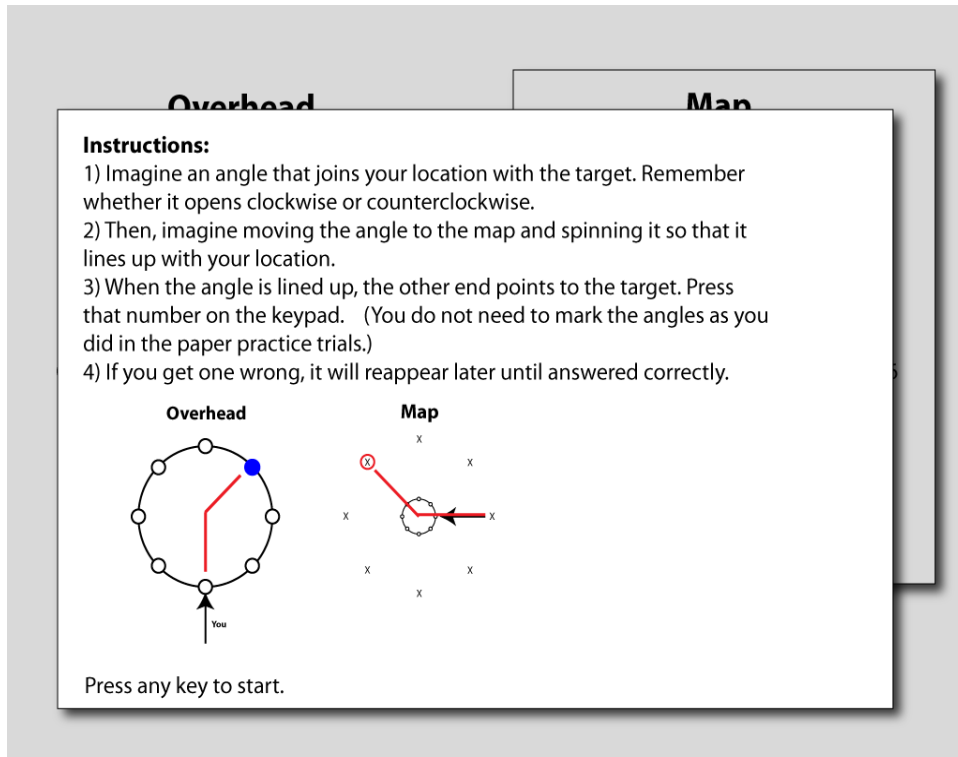 Overhead
Map
Instructions:
1) Imagine an angle that joins your location with the target. Remember
whether it opens clockwise or counterclockwise.
2) Then, imagine moving the angle to the map and spinning it so that it
lines up with your location.
3) When the angle is lined up, the other end points to the target. Press
that number on the keypad.   (You do not need to mark the angles as you
did in the paper practice trials.)
4) If you get one wrong, it will reappear later until answered correctly.
Overhead
Map
X
X X
X X
X X
X
You
Press any key to start.